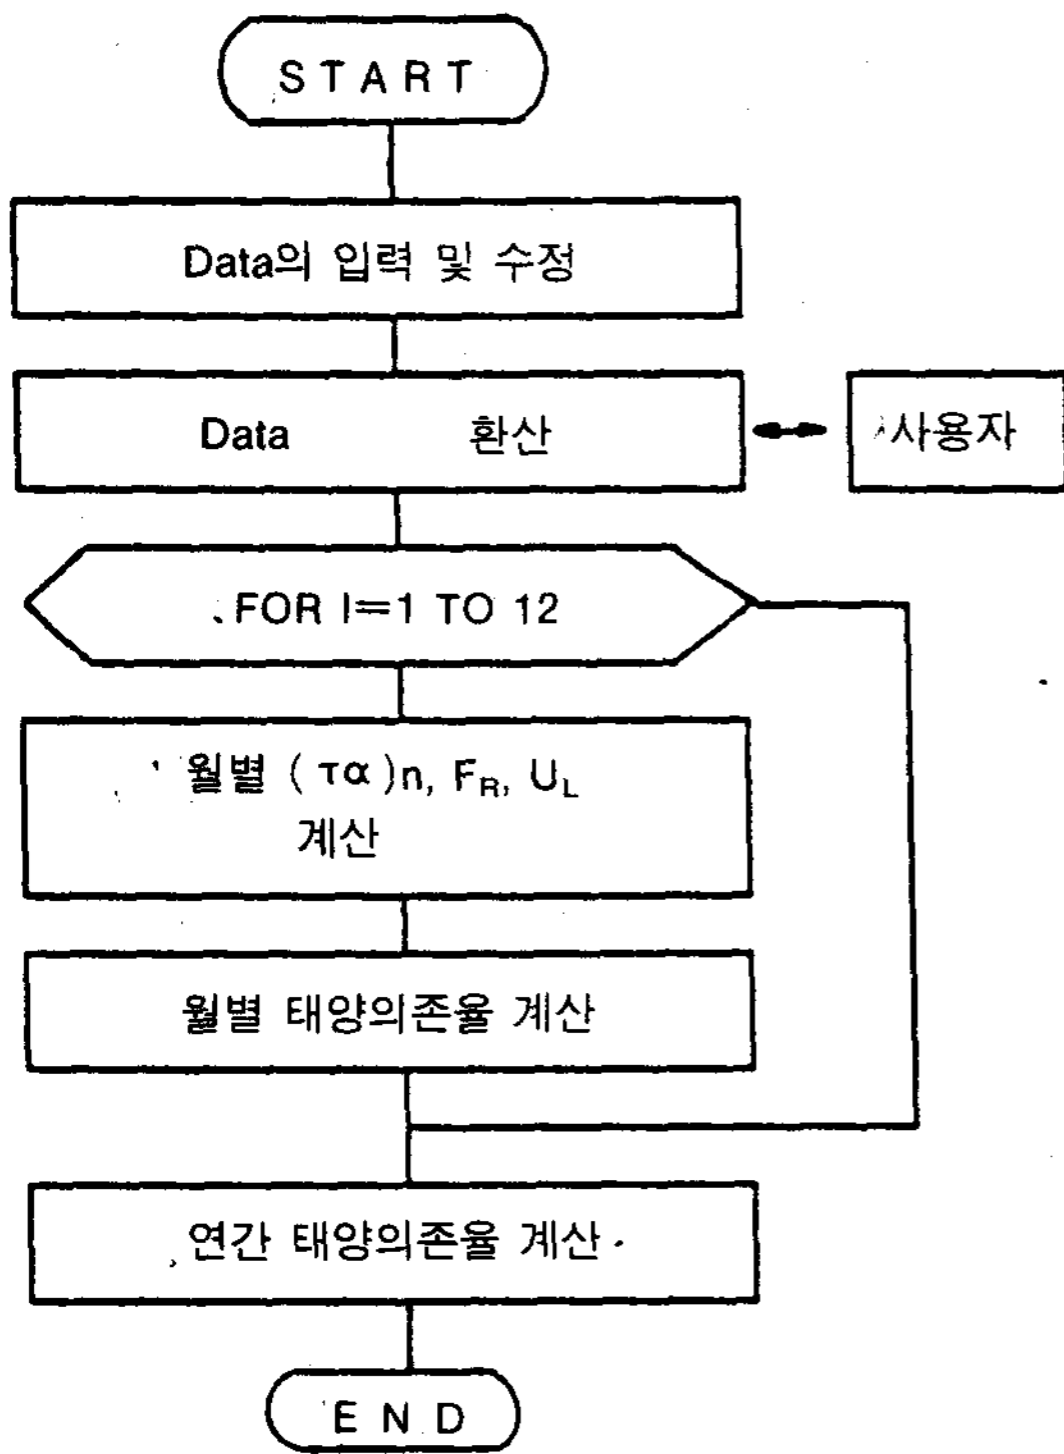 START
Data의 입력 및 수정
Data 환산
사용자
FOR I=1 TO 12
월별 (τα)n, F_R, U_L
계산
월별 태양의존율 계산
연간 태양의존율 계산
END